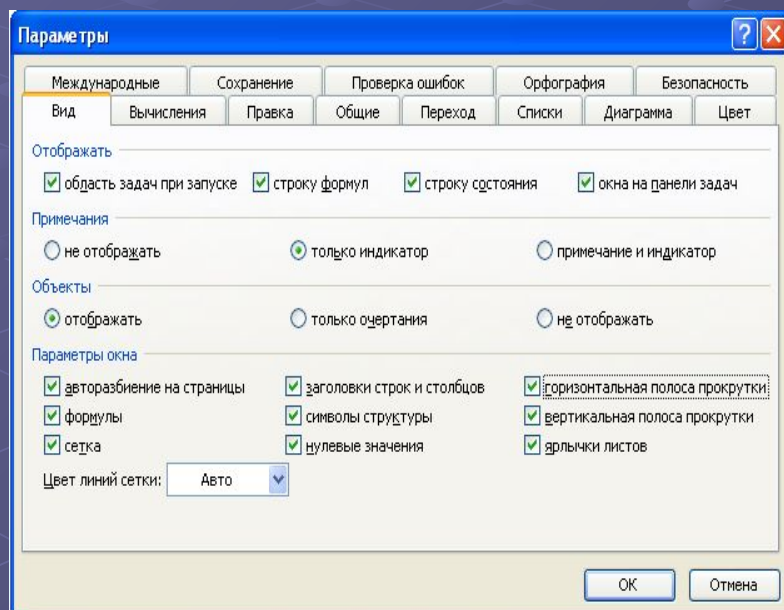 Параметры
Международные Сохранение Проверка ошибок Орфография Безопасность
Вид Вычисления Правка Общие Переход Списки Диаграмма Цвет
Отображать
область задач при запуске строку формул строку состояния окна на панели задач
Примечания
не отображать только индикатор примечание и индикатор
Объекты
отображать только очертания не отображать
Параметры окна
авторазбиение на страницы заголовки строк и столбцов горизонтальная полоса прокрутки
формулы символы структуры вертикальная полоса прокрутки
сетка нулевые значения ярлычки листов
Цвет линий сетки: Авто
ОК Отмена